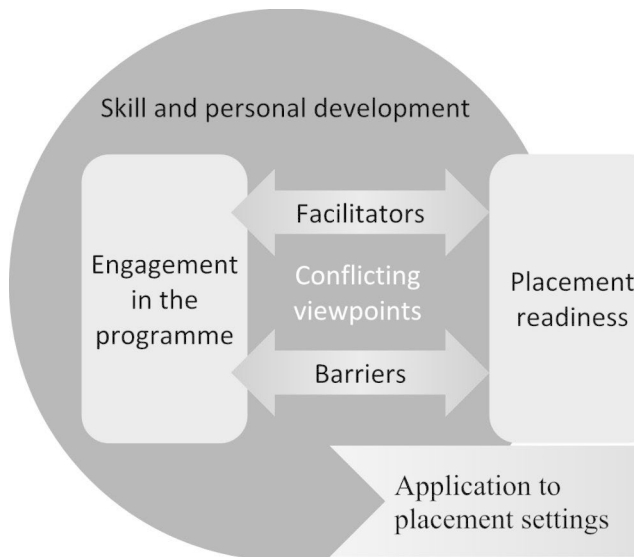 Skill and personal development
Facilitators
Engagement
in the
programme
Conflicting
viewpoints
Placement
readiness
Barriers
Application to
placement settings